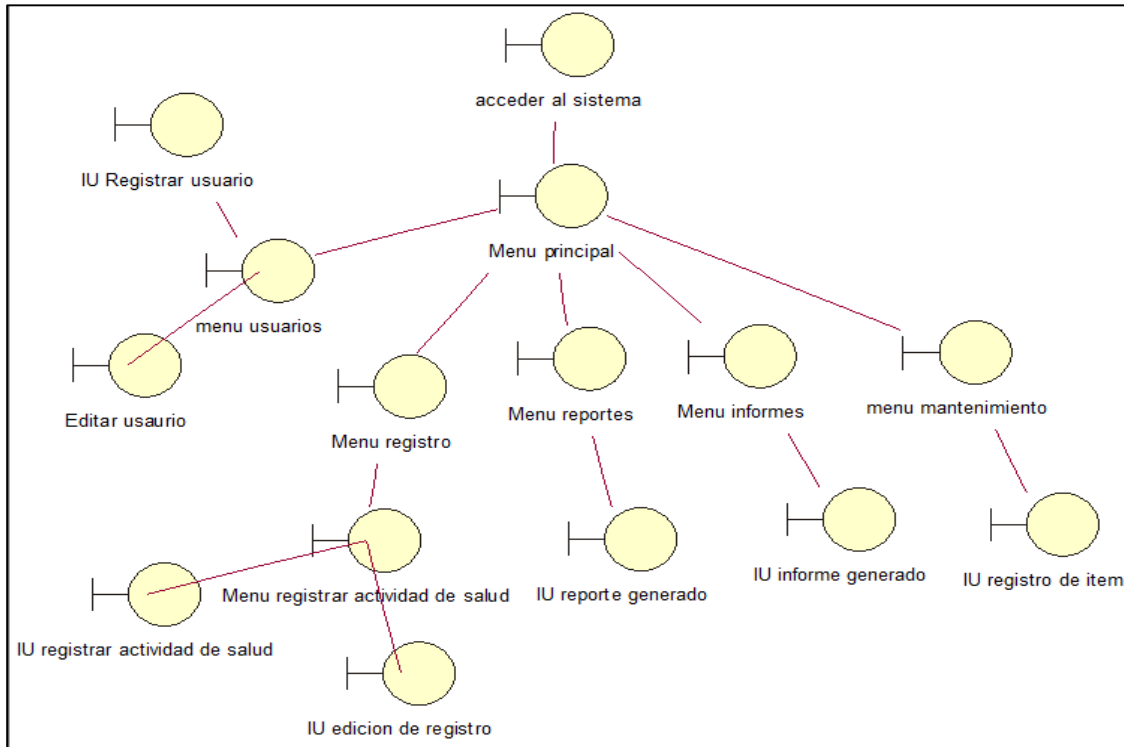 acceder al sistema
IU Registrar usuario
Menu principal
menu usuarios
Editar usaurio
Menu registro
Menu reportes
Menu informes
menu mantenimiento
Menu registrar actividad de salud
IU reporte generado
IU informe generado
IU registro de item
IU registrar actividad de salud
IU edicion de registro